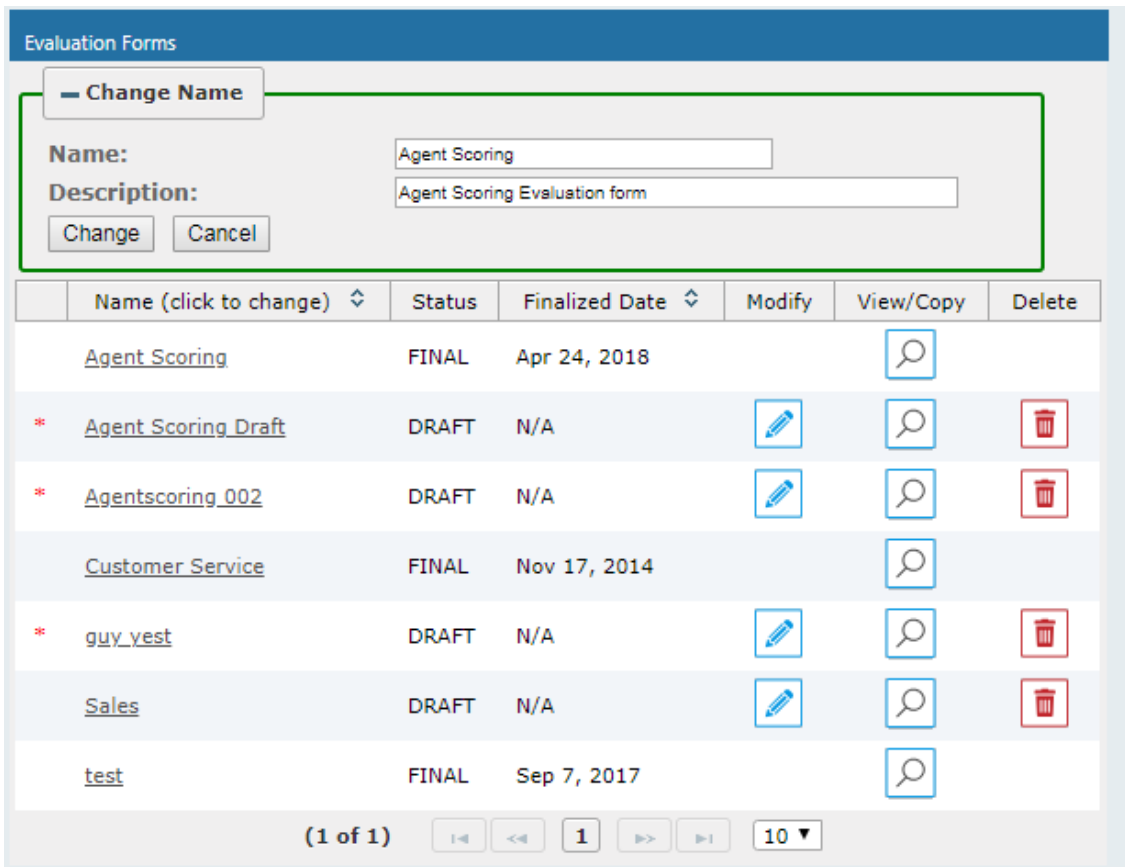 Evaluation Forms
Change Name
Name: Agent Scoring
Description: Agent Scoring Evaluation form
Change Cancel
Name (click to change) Status Finalized Date Modify View/Copy Delete
Agent Scoring FINAL Apr 24, 2018
* Agent Scoring Draft DRAFT N/A
* Agentscoring 002 DRAFT N/A
Customer Service FINAL Nov 17, 2014
* guy yest DRAFT N/A
Sales DRAFT N/A
test FINAL Sep 7, 2017
(1 of 1) 1 10